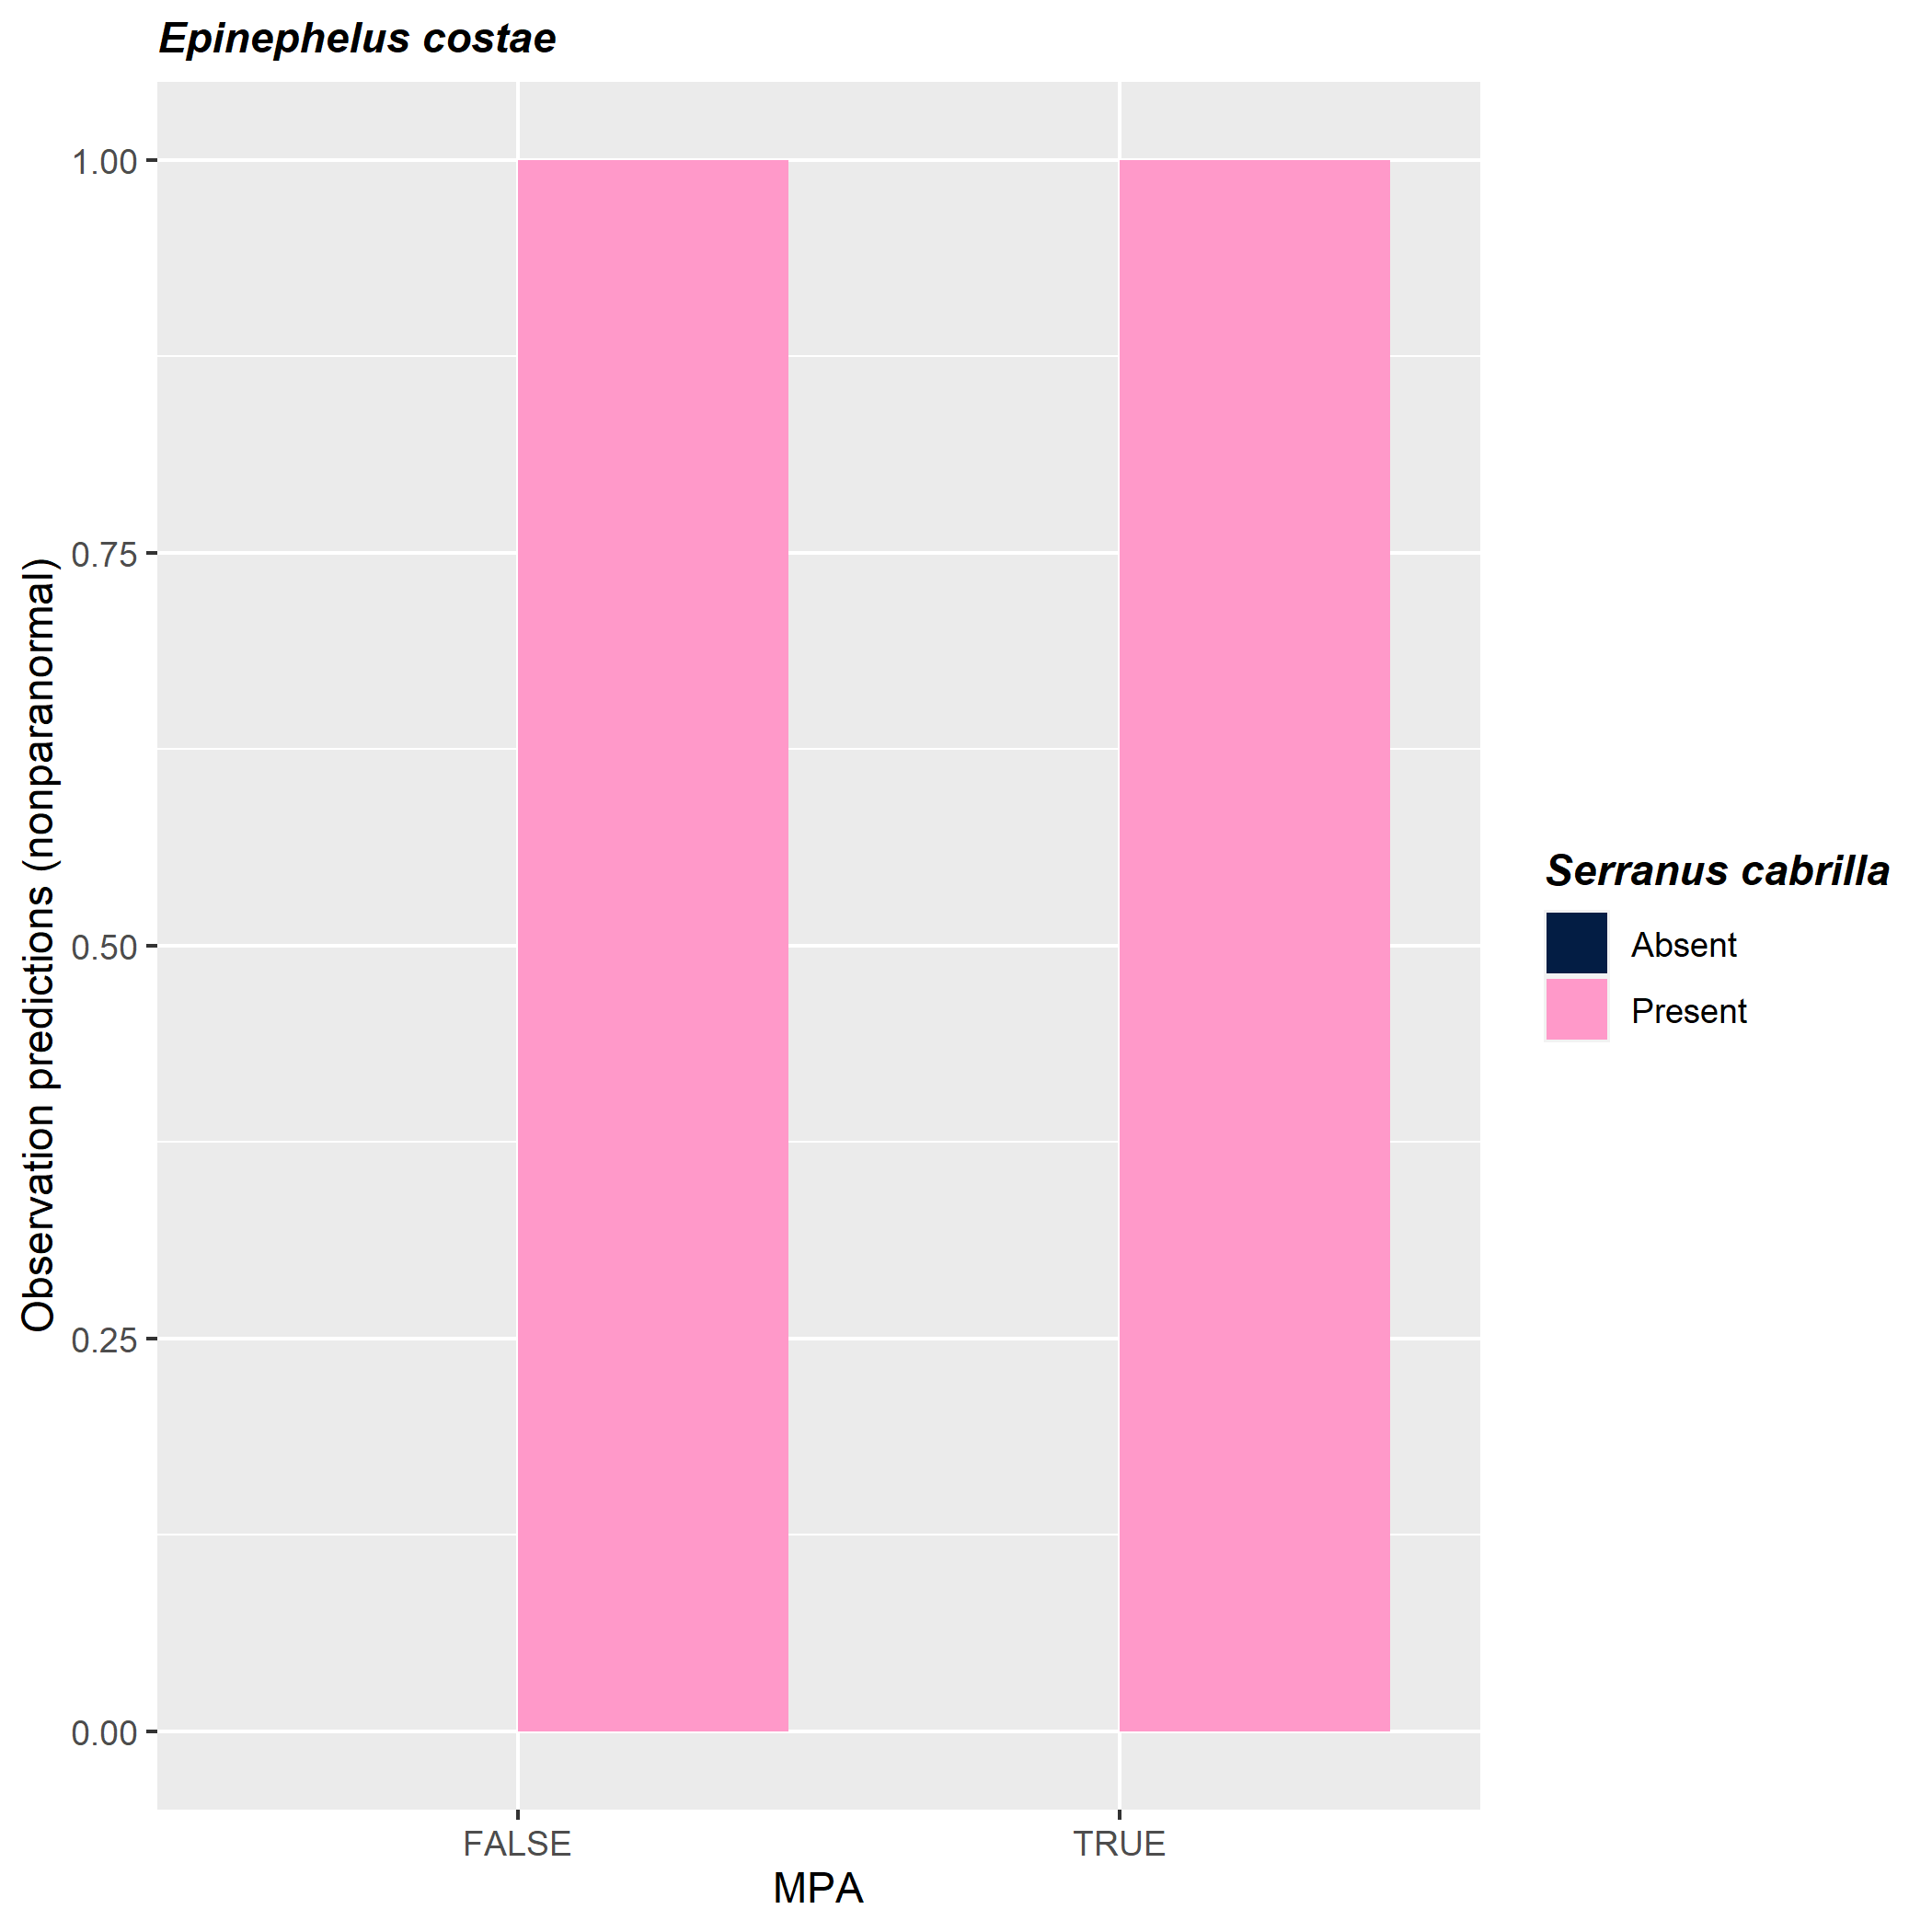 Epinephelus costae
1.00
0.75
0.50
0.25
0.00
Observation predictions (nonparanormal)
FALSE
TRUE
MPA
Serranus cabrilla
Absent
Present